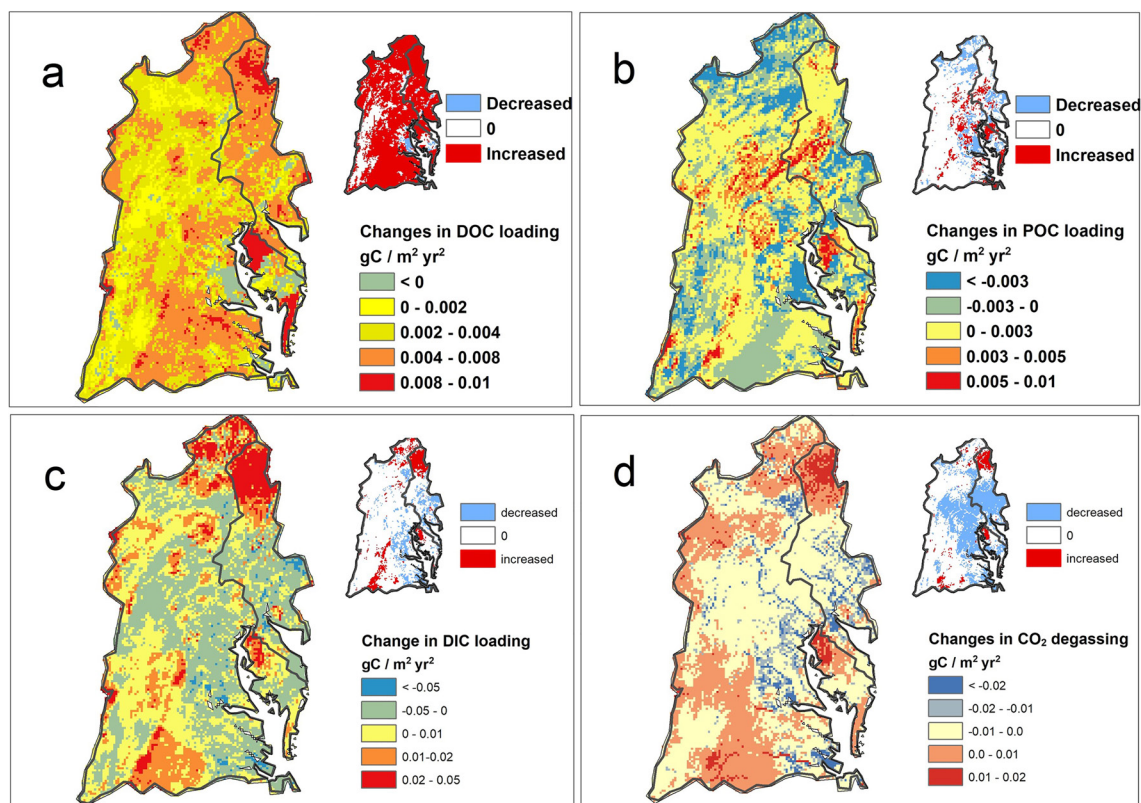 a
Decreased
0
Increased
Changes in DOC loading
gC / m² yr²
< 0
0 - 0.002
0.002 - 0.004
0.004 - 0.008
0.008 - 0.01
b
Decreased
0
Increased
Changes in POC loading
gC / m² yr²
< -0.003
-0.003 - 0
0 - 0.003
0.003 - 0.005
0.005 - 0.01
c
decreased
0
increased
Change in DIC loading
gC / m² yr²
< -0.05
-0.05 - 0
0 - 0.01
0.01-0.02
0.02 - 0.05
d
decreased
0
increased
Changes in CO₂ degassing
gC / m² yr²
< -0.02
-0.02 - -0.01
-0.01 - 0.0
0.0 - 0.01
0.01 - 0.02